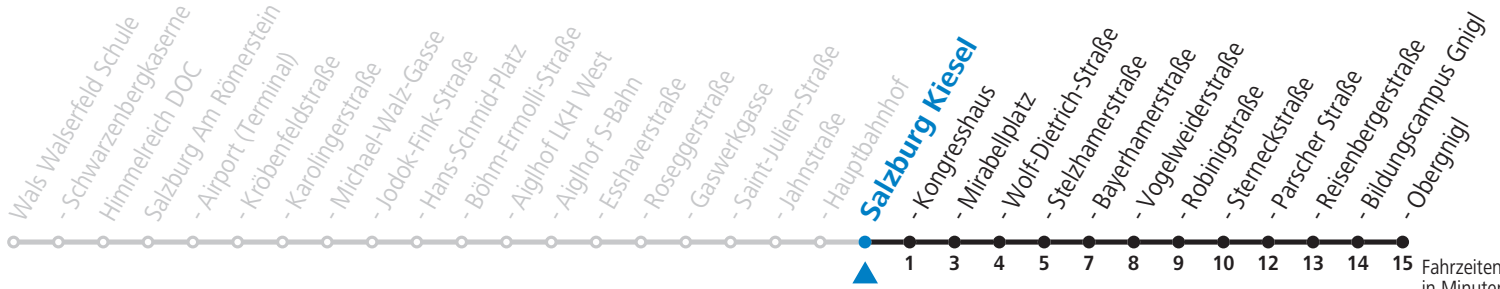 Wals Walserfeld Schule
- Schwarzenbergkaserne
Himmelreich DOC
Salzburg Am Römerstein
- Airport (Terminal)
- Kröbenfeldstraße
- Karolingerstraße
- Michael-Walz-Gasse
- Jodok-Fink-Straße
- Hans-Schmid-Platz
- Böhm-Ermolli-Straße
- Aiglhof LKH West
- Aiglhof S-Bahn
- Esshaverstraße
- Roseggerstraße
- Gaswerkgasse
- Saint-Julien-Straße
- Jahnstraße
- Hauptbahnhof
Salzburg Kiesel
- Kongresshaus
- Mirabellplatz
- Wolf-Dietrich-Straße
- Stelzhamerstraße
- Bayerhamerstraße
- Vogelweiderstraße
- Robinigstraße
- Sterneckstraße
- Parscher Straße
- Reisenbergerstraße
- Bildungscampus Gnigl
- Obergnigl
1 3 4 5 7 8 9 10 12 13 14 15
Fahrzeiten
in Minuten